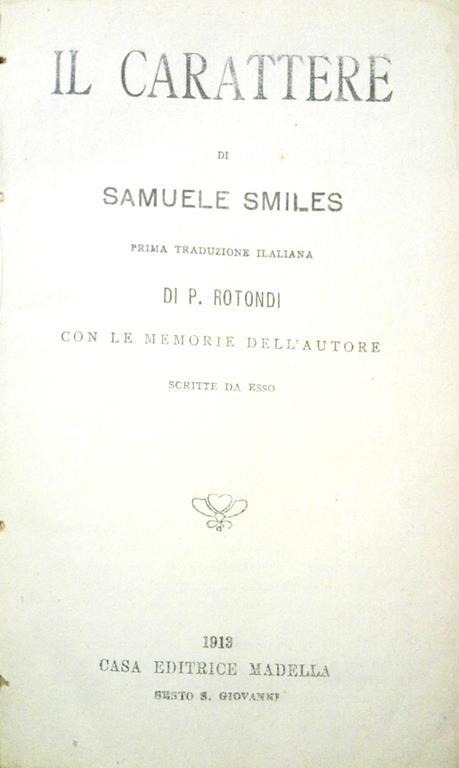 IL CARATTERE
DI
SAMUELE SMILES
PRIMA TRADUZIONE ILALIANA
DI P. ROTONDI
CON LE MEMORIE DELL'AUTORE
SCRITTE DA ESSO
1913
CASA EDITRICE MADELLA
SESTO S. GIOVANNI